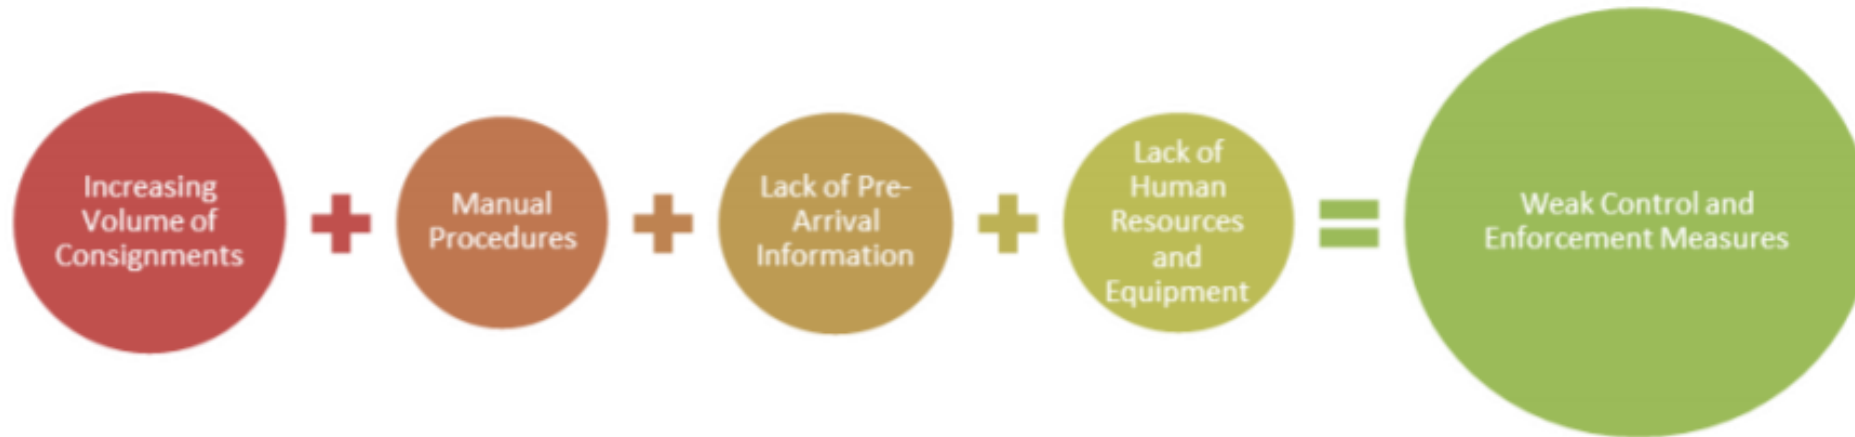 Increasing
Volume of
Consignments
Manual
Procedures
Lack of Pre-
Arrival
Information
Lack of
Human
Resources
and
Equipment
Weak Control and
Enforcement Measures